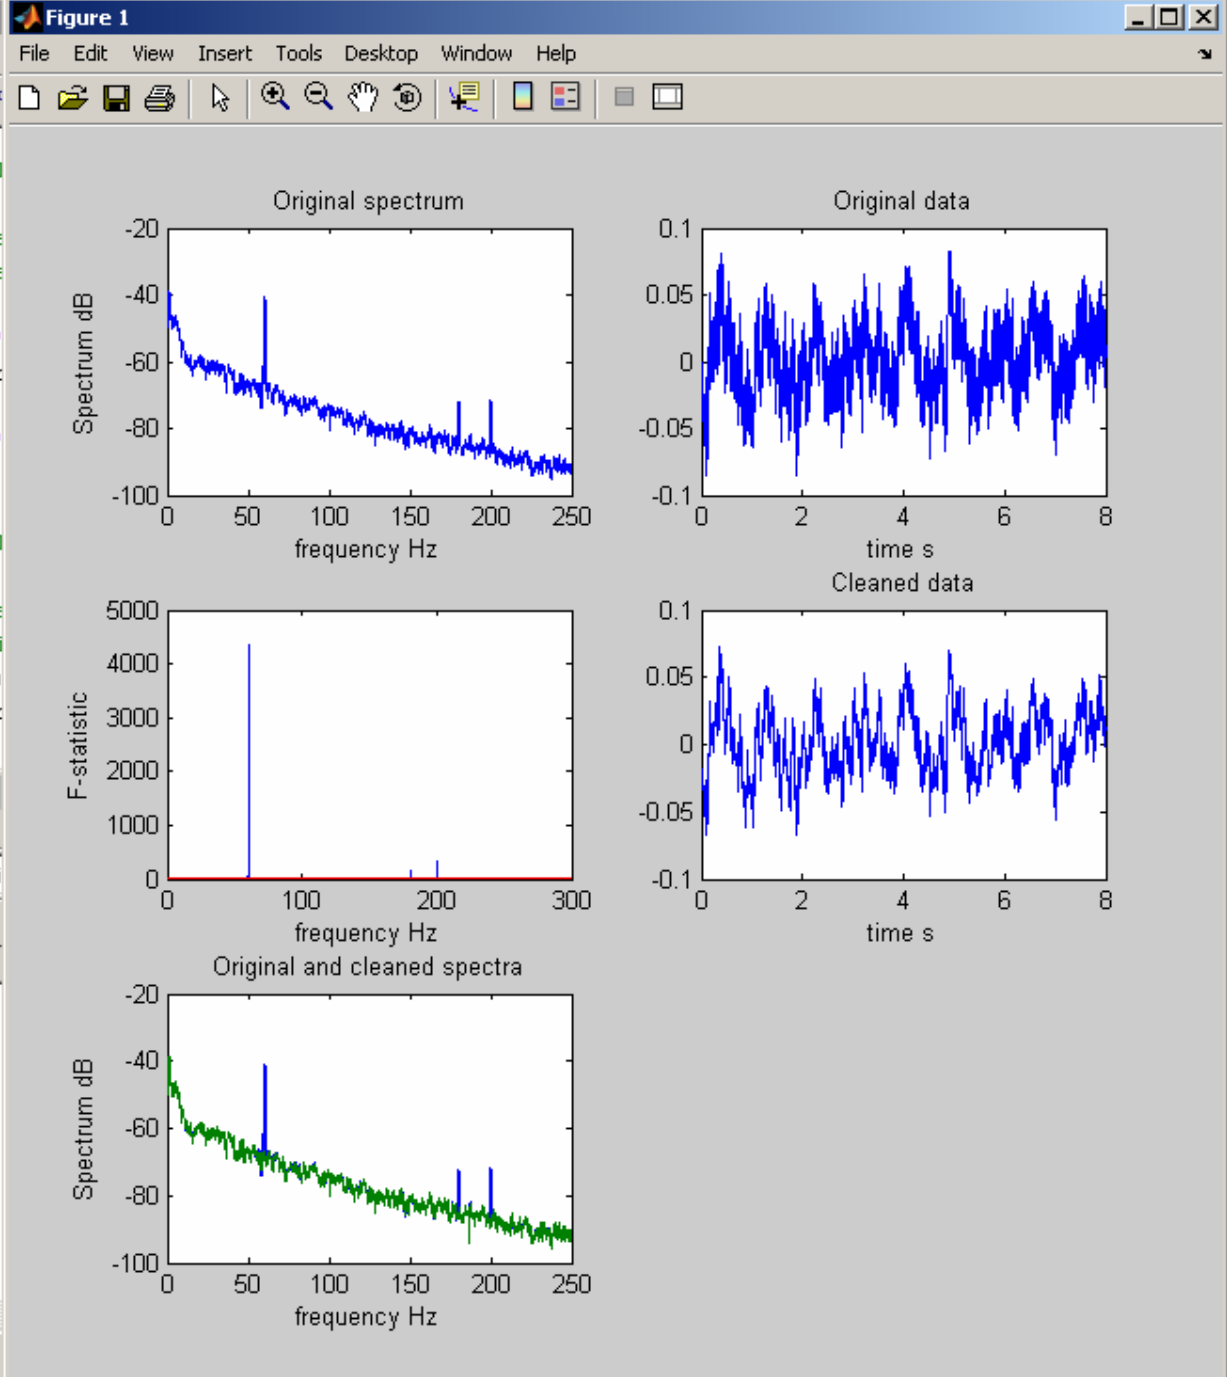 Figure 1
File Edit View Insert Tools Desktop Window Help
Original spectrum
Spectrum dB
-20
-40
-60
-80
-100
0 50 100 150 200 250
frequency Hz
Original data
0.1
0.05
0
-0.05
-0.1
0 2 4 6 8
time s
F-statistic
5000
4000
3000
2000
1000
0
0 100 200 300
frequency Hz
Cleaned data
0.1
0.05
0
-0.05
-0.1
0 2 4 6 8
time s
Original and cleaned spectra
Spectrum dB
-20
-40
-60
-80
-100
0 50 100 150 200 250
frequency Hz